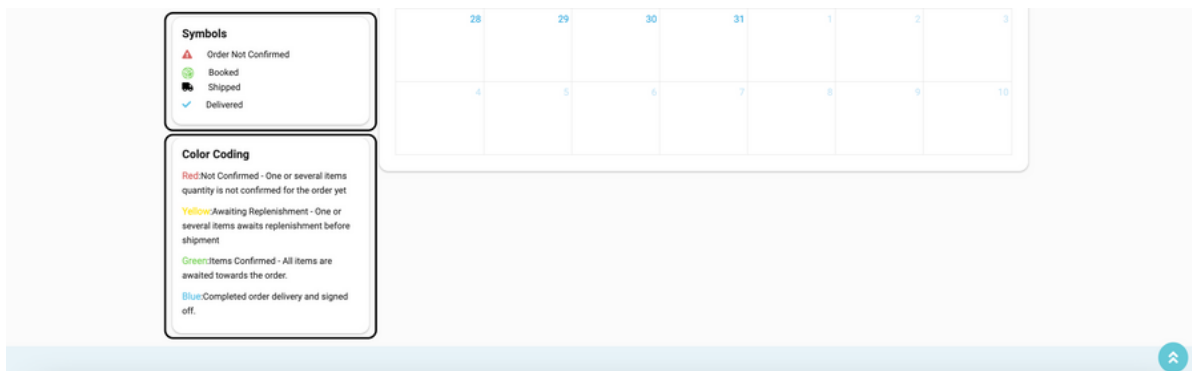 Symbols
Order Not Confirmed
Booked
Shipped
Delivered
Color Coding
Red:Not Confirmed - One or several items
quantity is not confirmed for the order yet
Yellow:Awaiting Replenishment - One or
several items awaits replenishment before
shipment
Green:Items Confirmed - All items are
awaited towards the order.
Blue:Completed order delivery and signed
off.
28 29 30 31 1 2 3
4 5 6 7 8 9 10